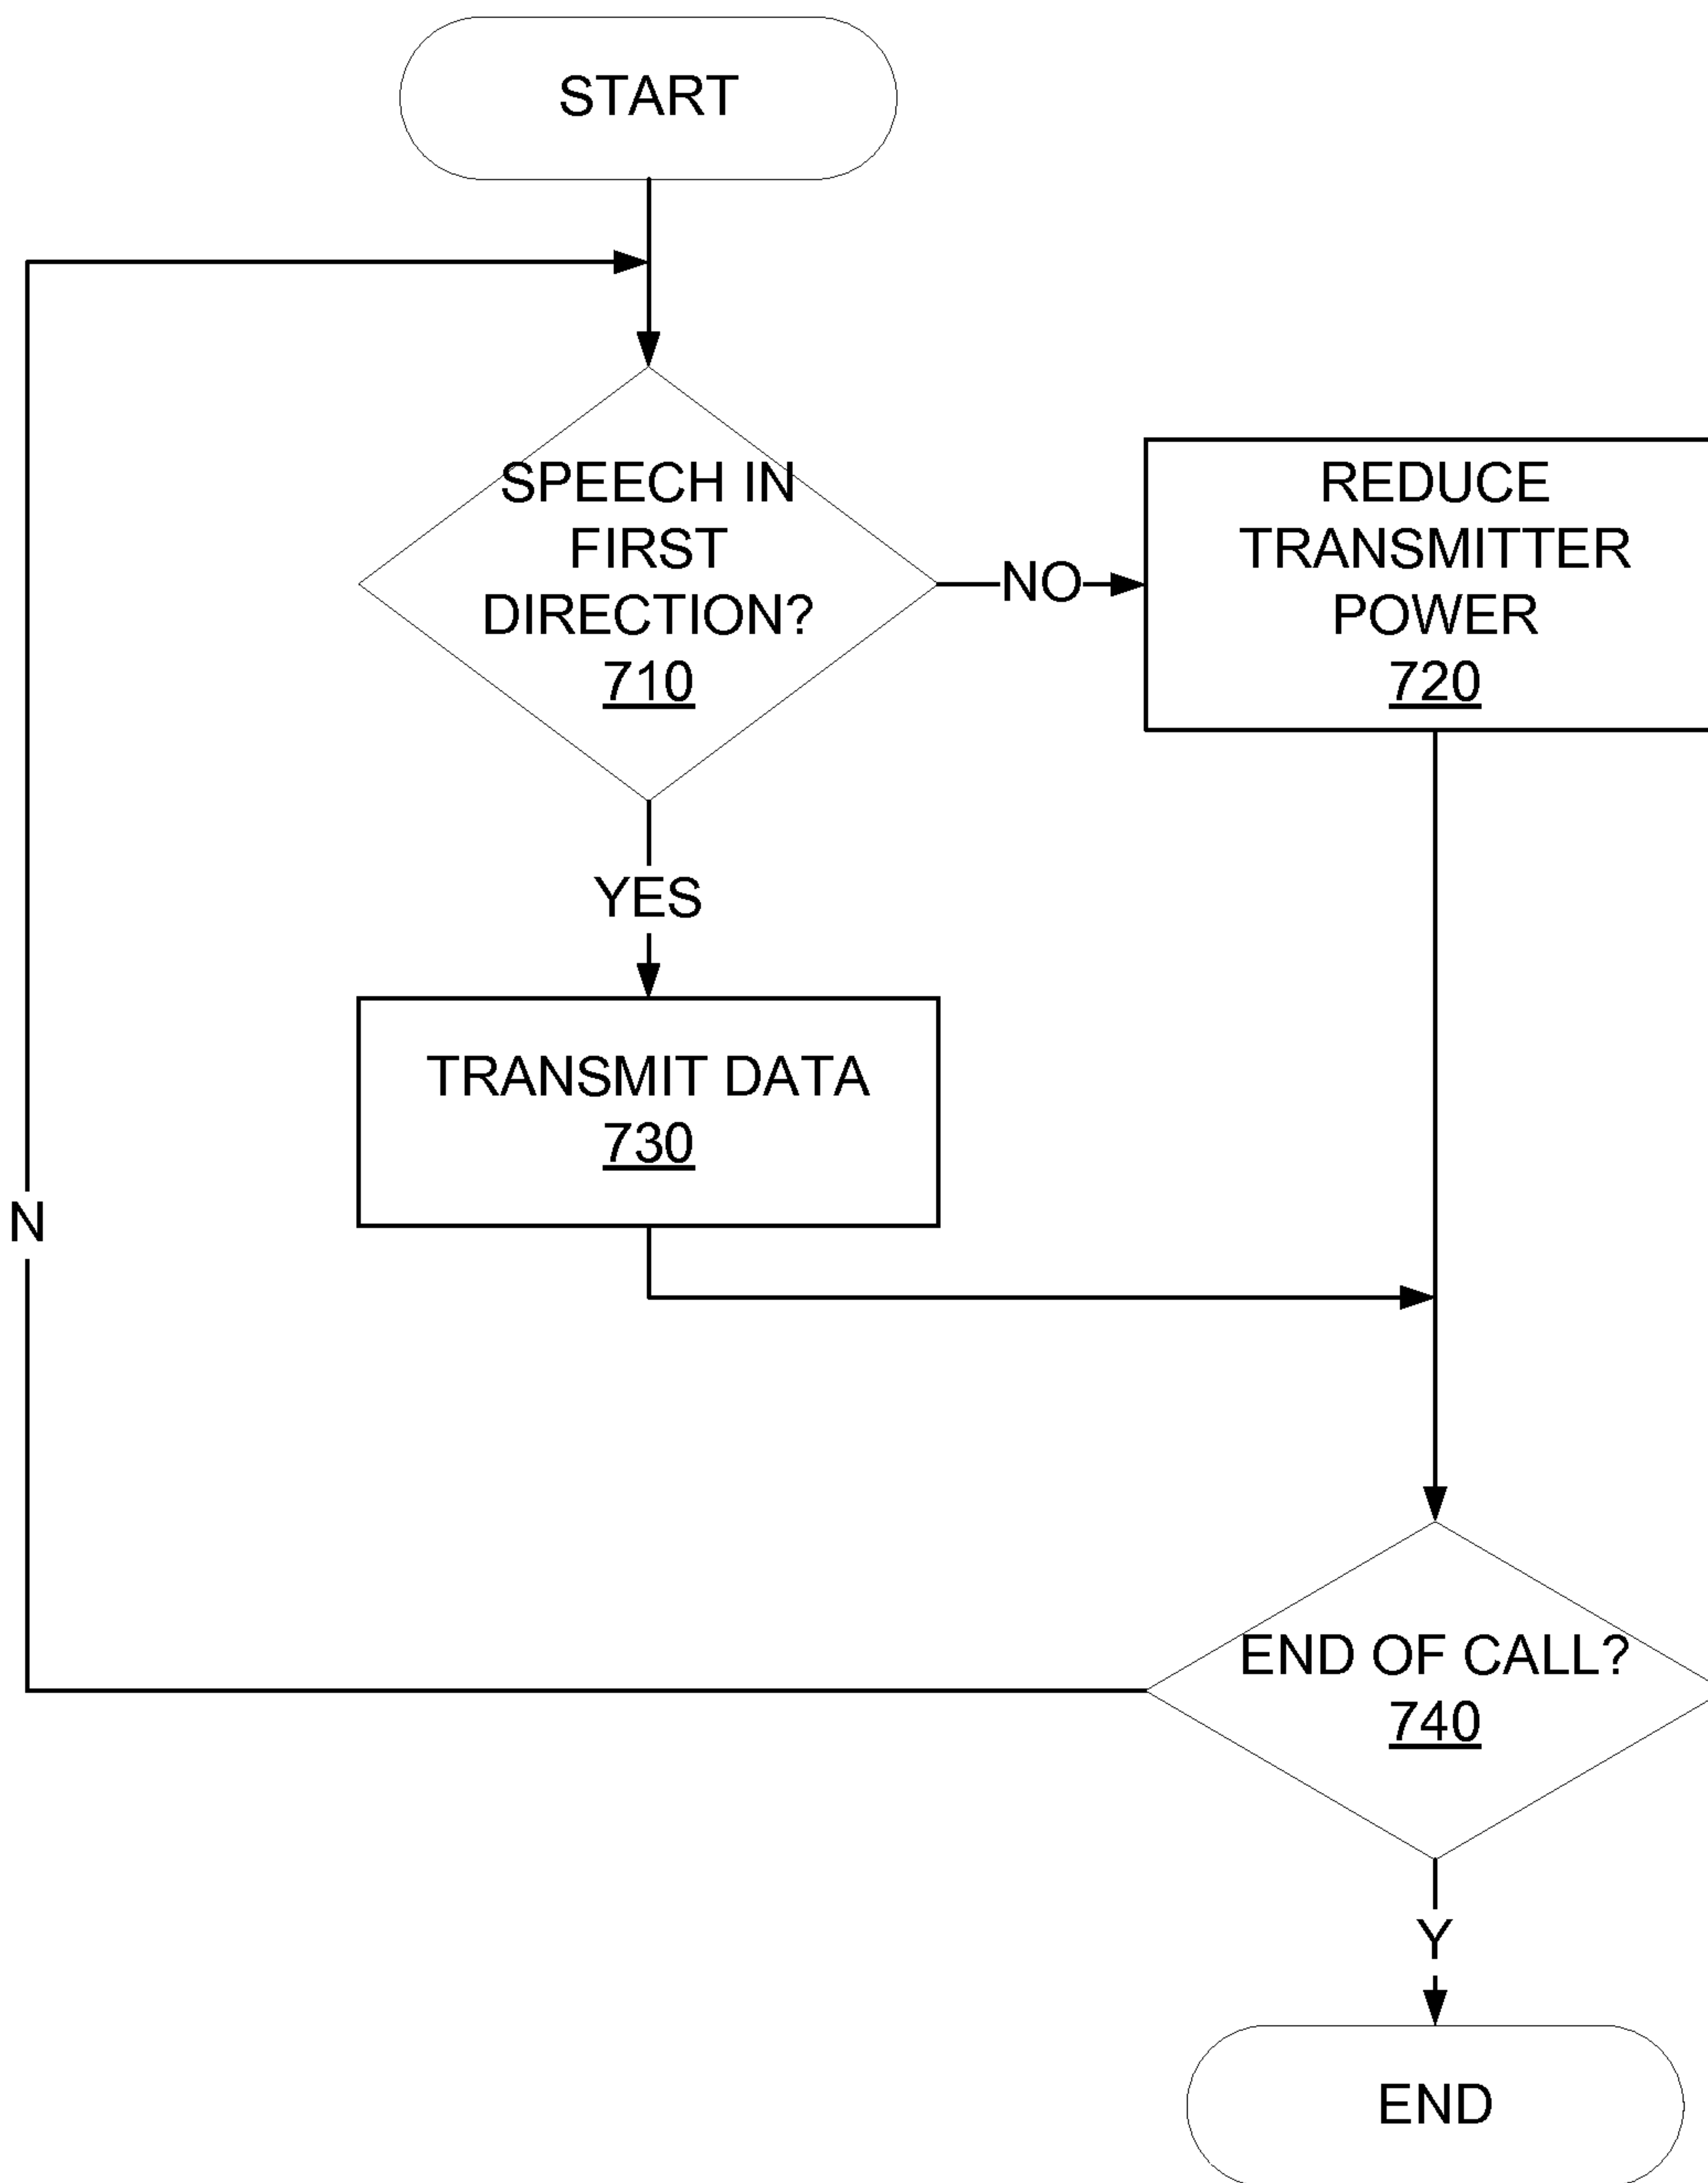 START
SPEECH IN
FIRST
DIRECTION?
710
NO
REDUCE
TRANSMITTER
POWER
720
YES
TRANSMIT DATA
730
N
END OF CALL?
740
Y
END